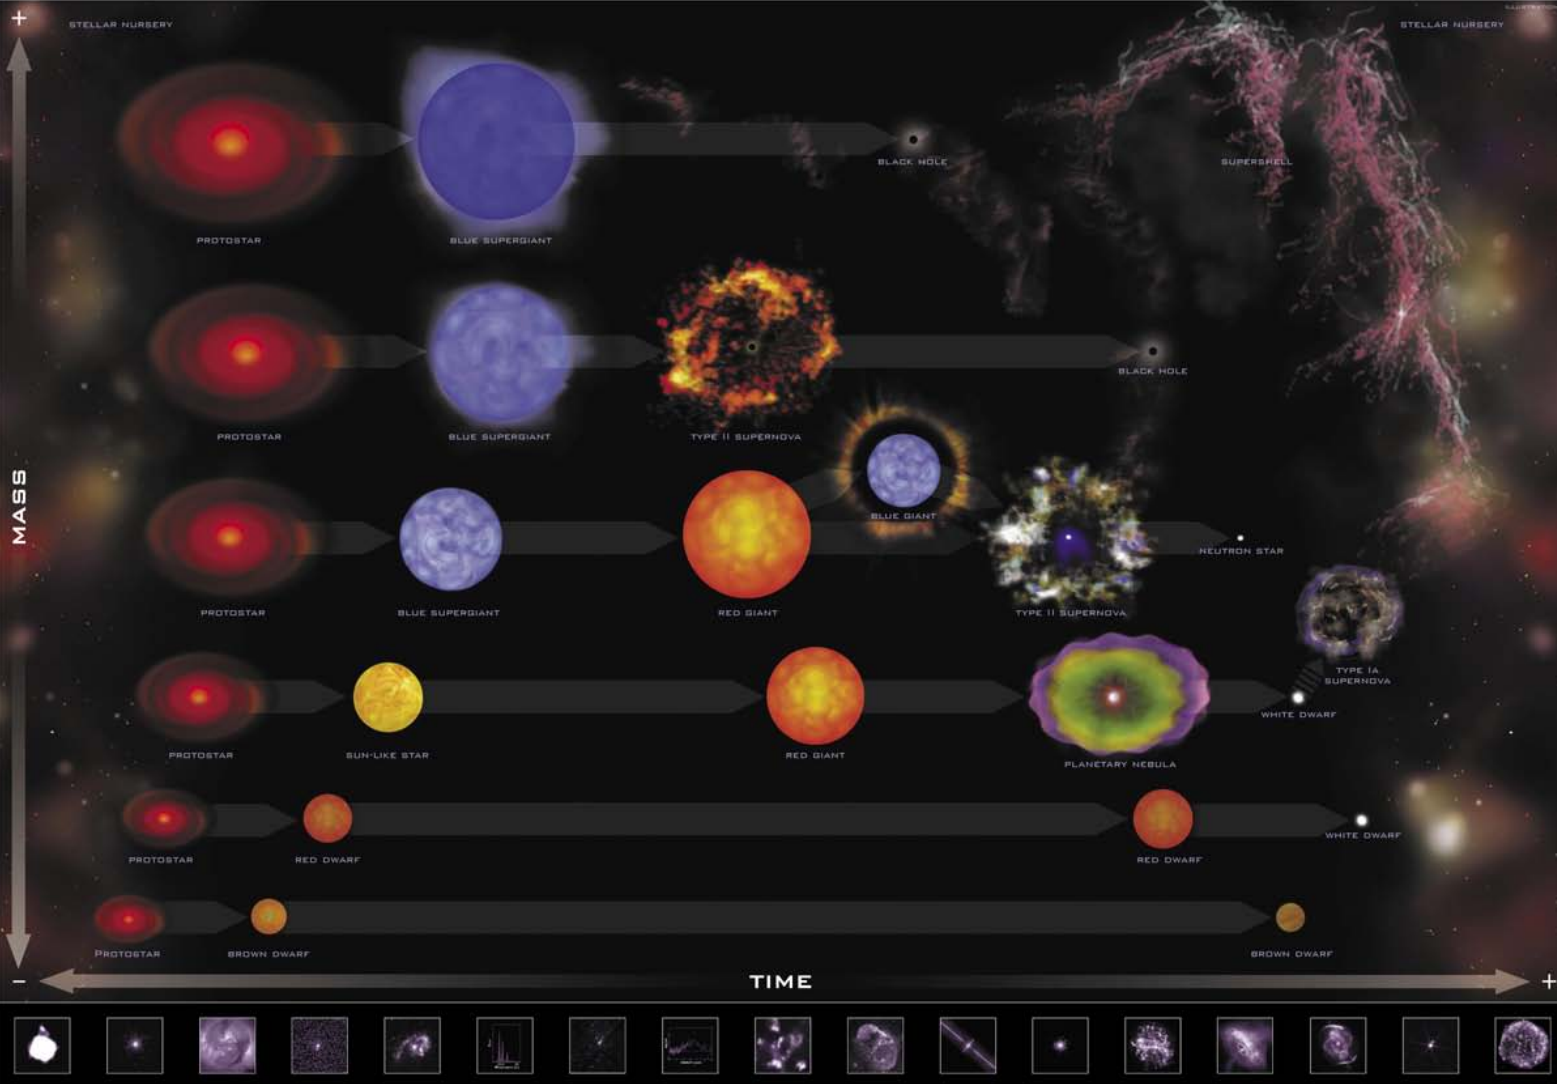 +
STELLAR NURSERY
STELLAR NURSERY
ILLUSTRATION
BLACK HOLE
SUPERSHELL
PROTOSTAR
BLUE SUPERGIANT
BLACK HOLE
PROTOSTAR
BLUE SUPERGIANT
TYPE II SUPERNOVA
MASS
BLUE GIANT
NEUTRON STAR
PROTOSTAR
BLUE SUPERGIANT
RED GIANT
TYPE II SUPERNOVA
TYPE IA
SUPERNOVA
WHITE DWARF
PROTOSTAR
SUN-LIKE STAR
RED GIANT
PLANETARY NEBULA
WHITE DWARF
PROTOSTAR
RED DWARF
RED DWARF
PROTOSTAR
BROWN DWARF
BROWN DWARF
–
TIME
+